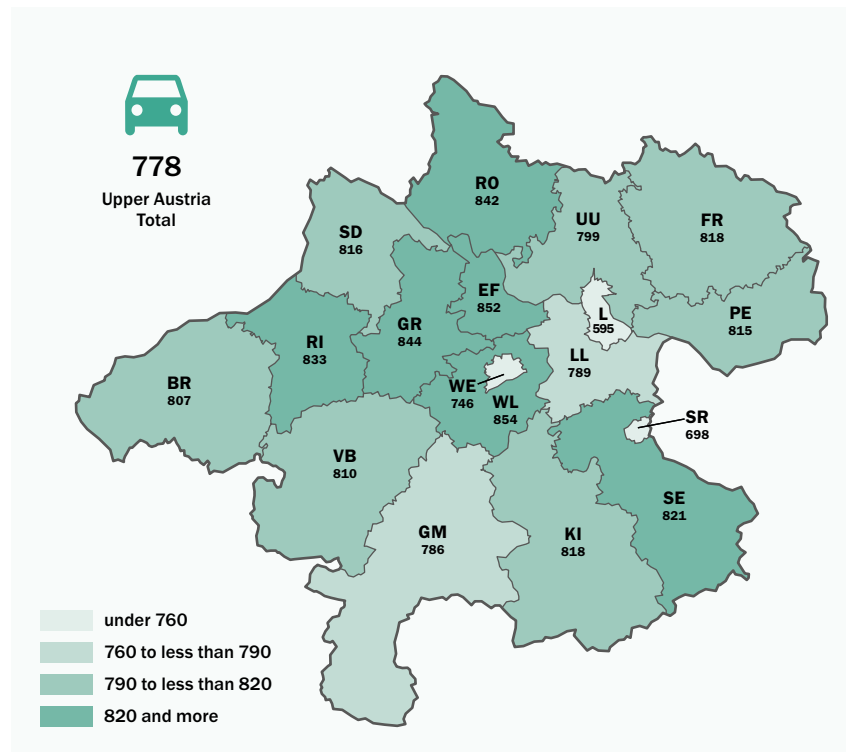 778
Upper Austria
Total
RO
842
UU
799
FR
818
SD
816
EF
852
L
595
PE
815
GR
844
RI
833
LL
789
BR
807
WE
746
WL
854
SR
698
VB
810
SE
821
GM
786
KI
818
under 760
760 to less than 790
790 to less than 820
820 and more